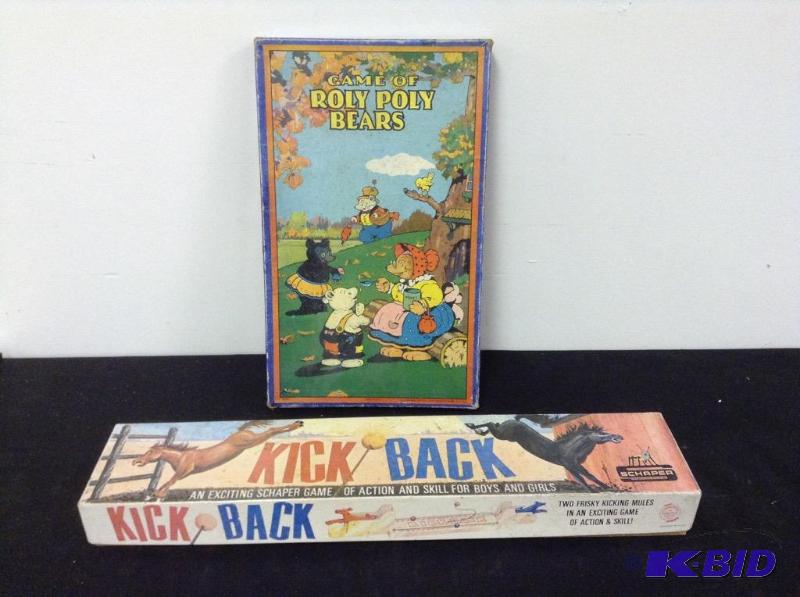 GAME OF
ROLY POLY
BEARS
KICK BACK
SCHAPER
AN EXCITING SCHAPER GAME OF ACTION AND SKILL FOR BOYS AND GIRLS
KICK BACK
TWO FRISKY KICKING MULES
IN AN EXCITING GAME
OF ACTION & SKILL!
K-BID